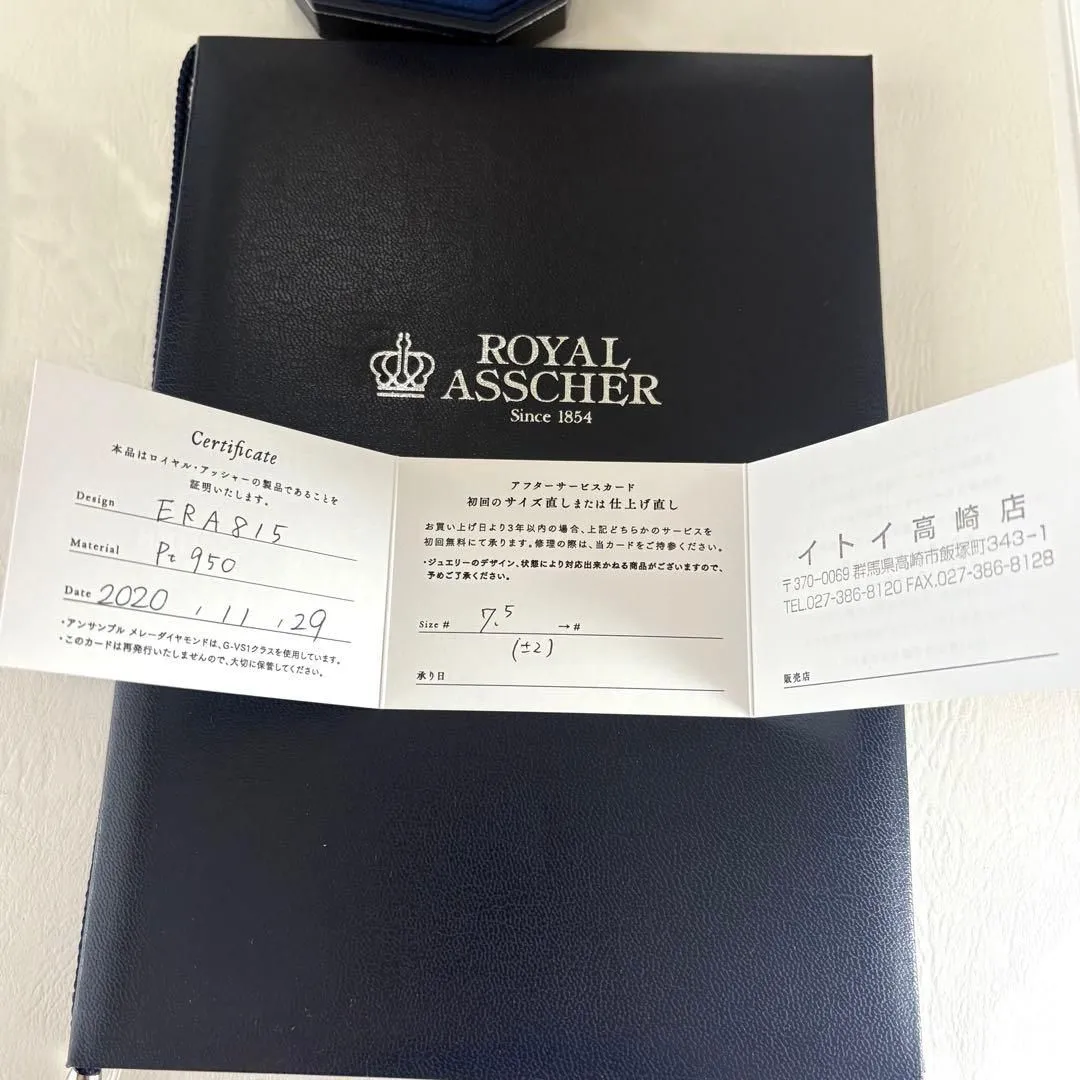 ROYAL
ASSCHER
Since 1854
Certificate
本品はロイヤル・アッシャーの製品であることを
証明いたします。
Design ERA815
Material Pt 950
Date 2020 . 11 . 29
・アンサンブル メレーダイヤモンドは、G-VS1クラスを使用しています。
・このカードは再発行いたしませんので、大切に保管してください。
アフターサービスカード
初回のサイズ直しまたは仕上げ直し
お買い上げ日より3年以内の場合、上記どちらかのサービスを
初回無料にて承ります。修理の際は、当カードをご持参ください。
・ジュエリーのデザイン、状態により対応出来かねる商品がございますので、
予めご了承ください。
Size # 7.5 →#
(±2)
承り日
イトイ高崎店
〒370-0069 群馬県高崎市飯塚町343-1
TEL.027-386-8120 FAX.027-386-8128
販売店